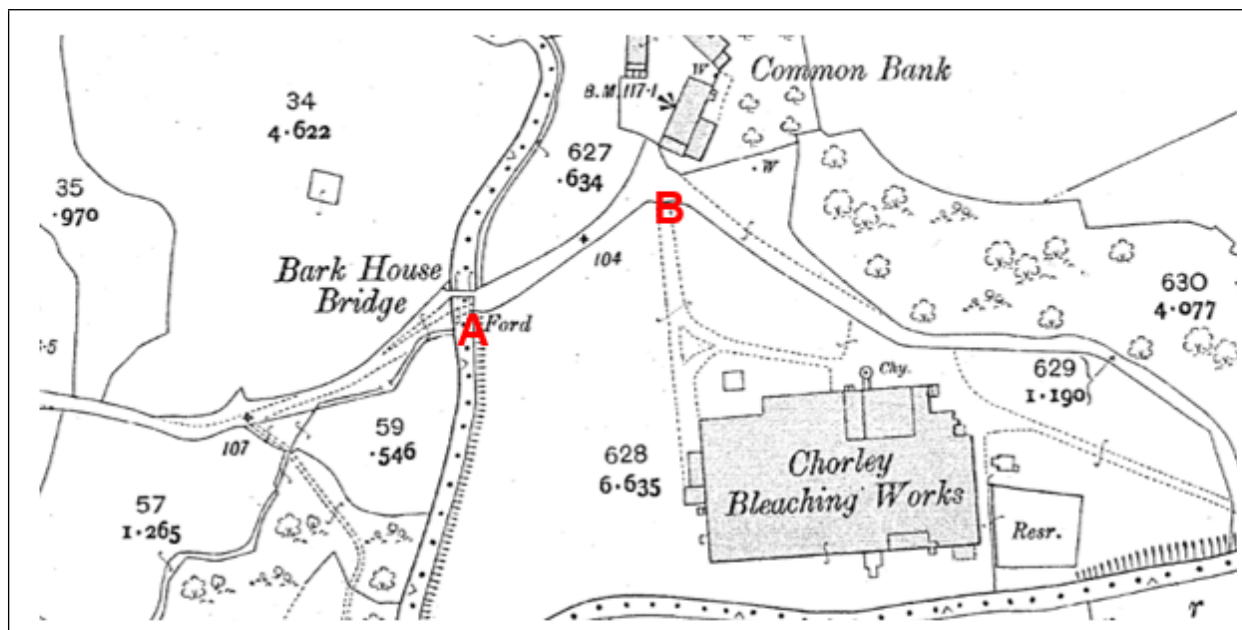 Common Bank
W
B.M.117·1
34
4·622
627
·634
W
35
·970
B
104
Bark House
Bridge
630
4·077
A
Ford
629
1·190
Chy.
59
·546
107
628
6·635
Chorley
Bleaching Works
57
1·265
Resr.
r